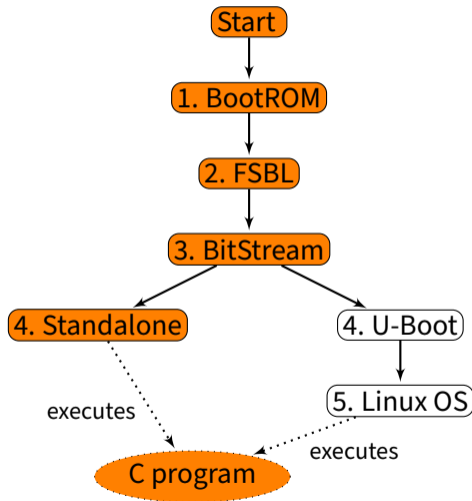 Start
1. BootROM
2. FSBL
3. BitStream
4. Standalone
4. U-Boot
5. Linux OS
executes
executes
C program